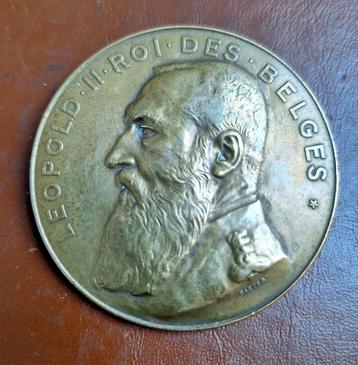 LEOPOLD · II · ROI · DES · BELGES *